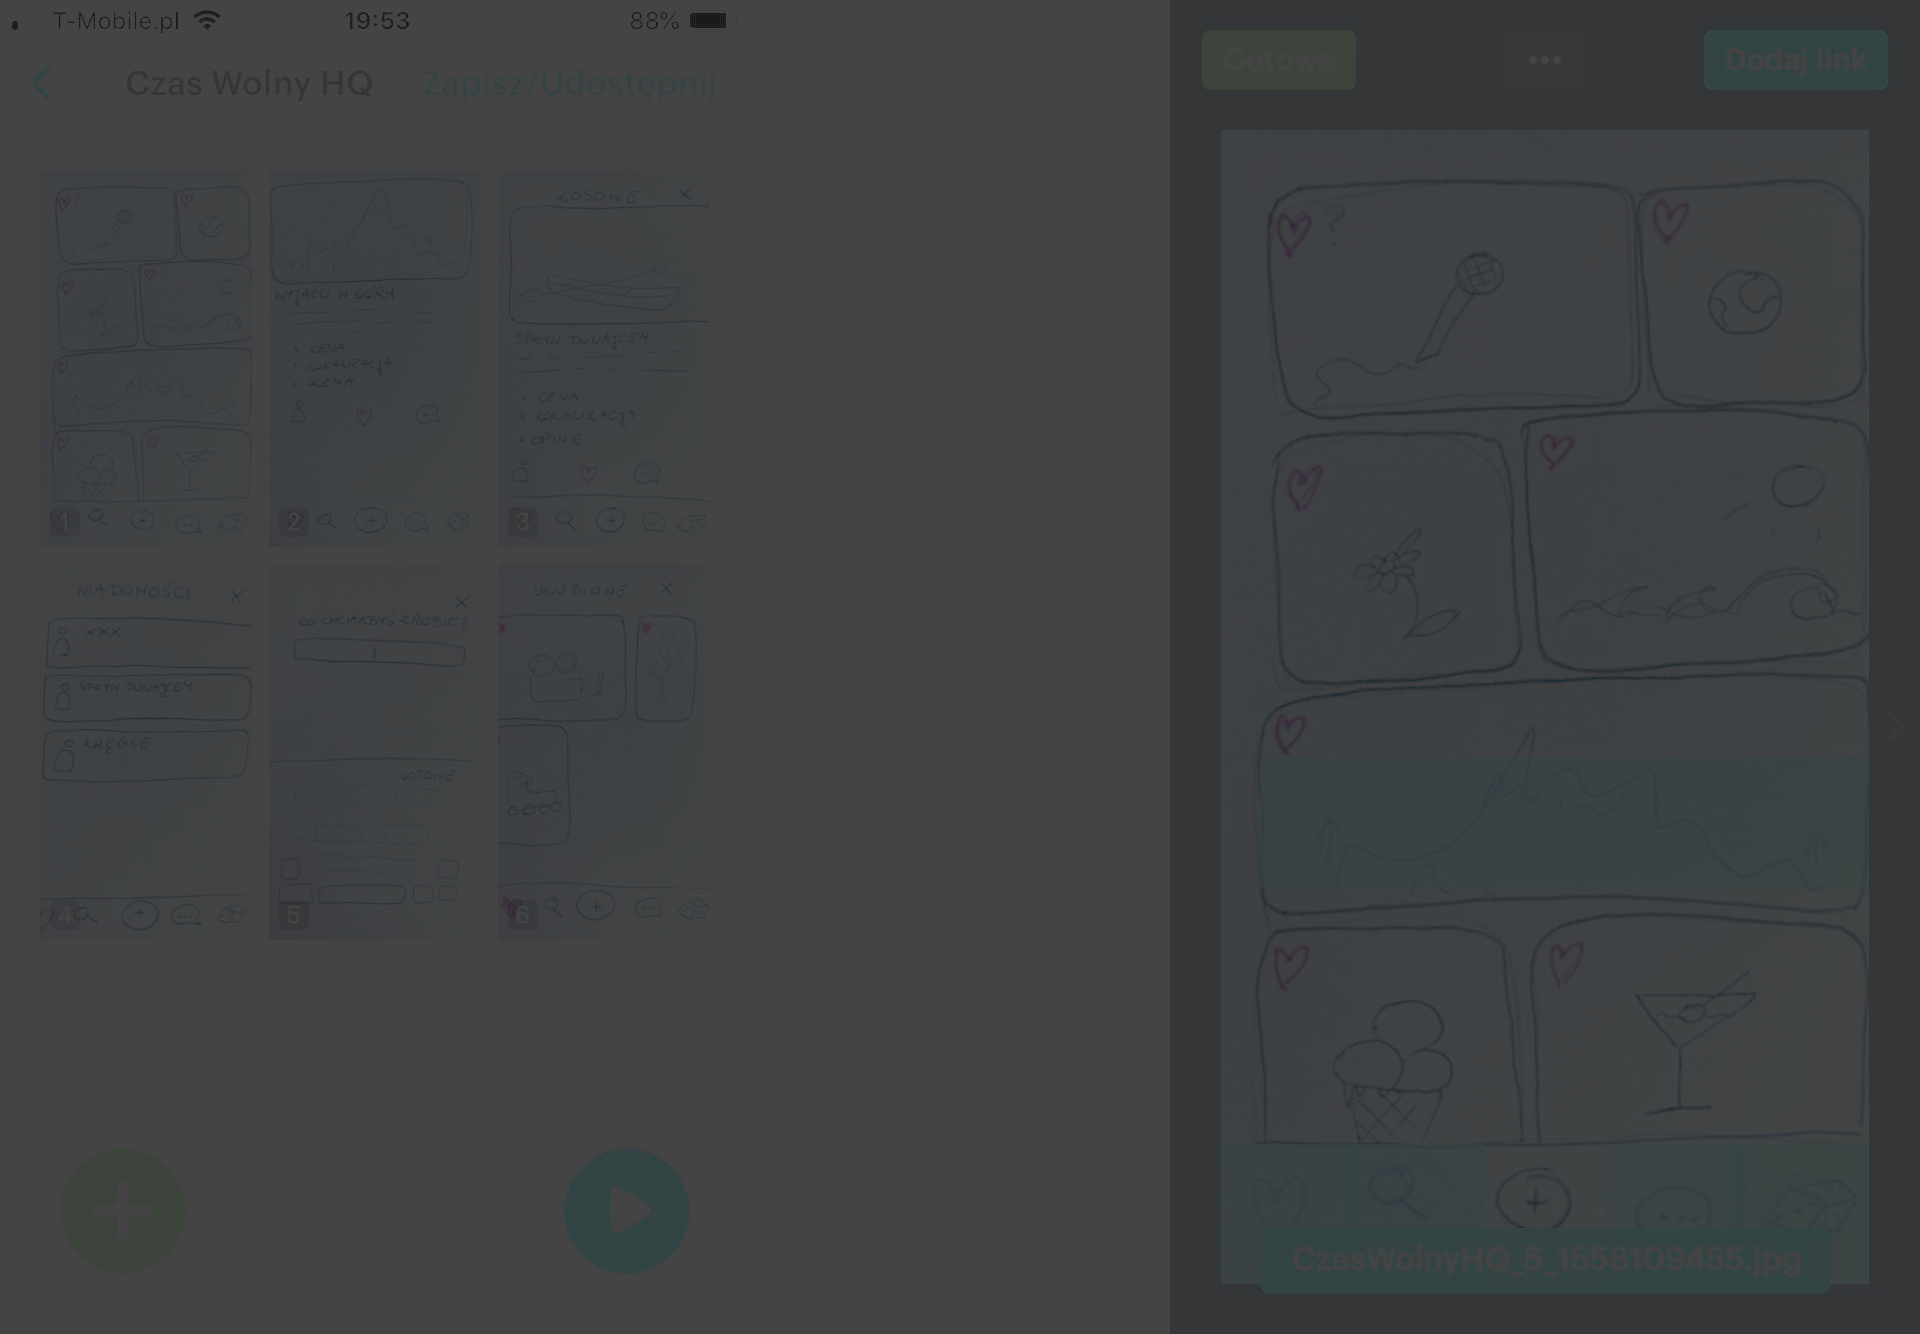 T-Mobile.pl 19:53 88%
Czas Wolny HQ Zapisz/Udostępnij
?
1
WYJAZD W GÓRY
• CENA
• LOKALIZACJA
• OCENA
2
LOSOWE X
SPŁYW DUNAJCEM
• CENA
• LOKALIZACJA
• OPINIE
3
WIADOMOŚCI X
XXX
SPŁYW DUNAJCEM
KRĘGLE
4
X
CO CHCIAŁBYŚ ZROBIĆ?
GOTOWE
5
ULUBIONE X
6
Gotowe ••• Dodaj link
?
CzasWolnyHQ_5_1558109455.jpg